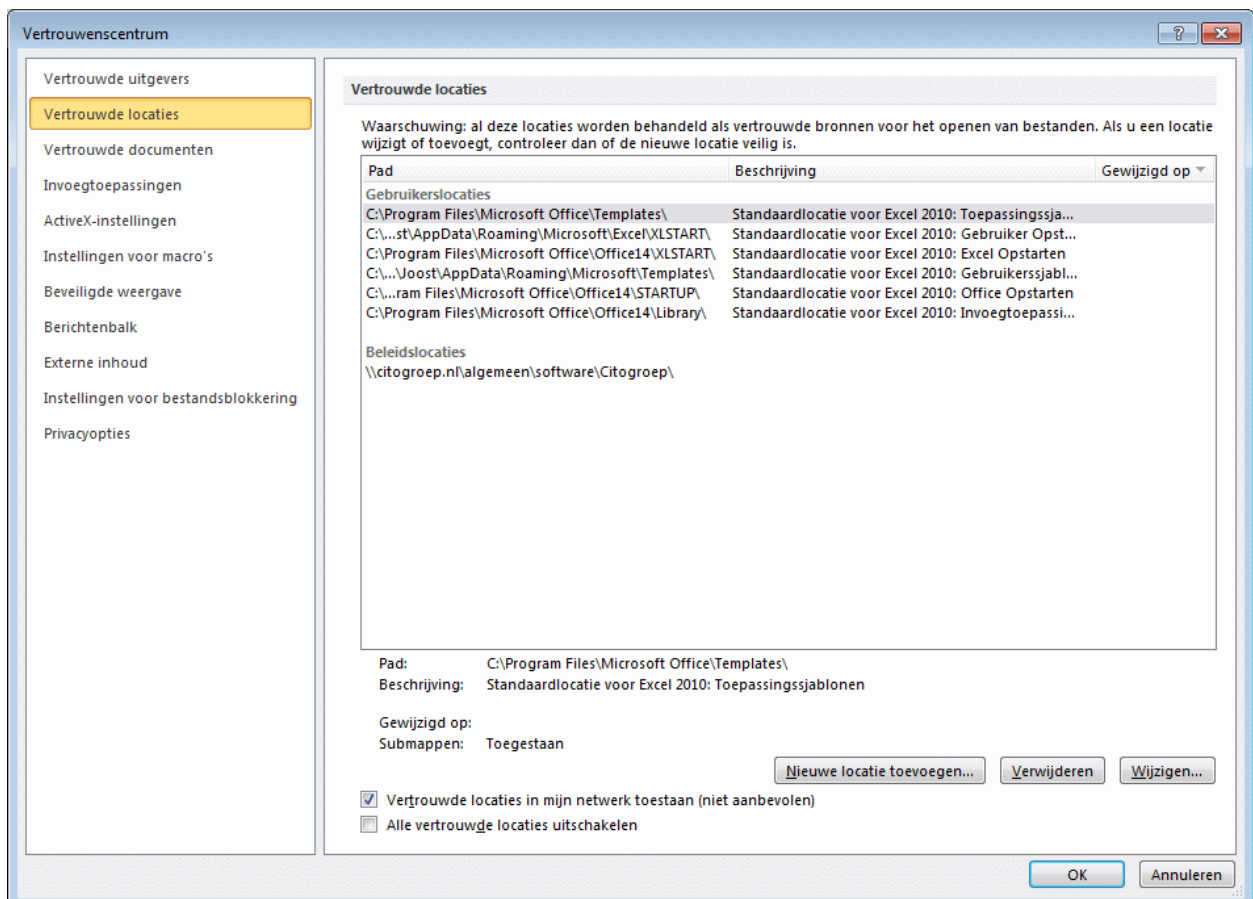 Vertrouwenscentrum
Vertrouwde uitgevers
Vertrouwde locaties
Vertrouwde documenten
Invoegtoepassingen
ActiveX-instellingen
Instellingen voor macro's
Beveiligde weergave
Berichtenbalk
Externe inhoud
Instellingen voor bestandsblokkering
Privacyopties
Vertrouwde locaties
Waarschuwing: al deze locaties worden behandeld als vertrouwde bronnen voor het openen van bestanden. Als u een locatie
wijzigt of toevoegt, controleer dan of de nieuwe locatie veilig is.
Pad Beschrijving Gewijzigd op
Gebruikerslocaties
C:\Program Files\Microsoft Office\Templates\ Standaardlocatie voor Excel 2010: Toepassingssja...
C:\...st\AppData\Roaming\Microsoft\Excel\XLSTART\ Standaardlocatie voor Excel 2010: Gebruiker Opst...
C:\Program Files\Microsoft Office\Office14\XLSTART\ Standaardlocatie voor Excel 2010: Excel Opstarten
C:\...\Joost\AppData\Roaming\Microsoft\Templates\ Standaardlocatie voor Excel 2010: Gebruikerssjabl...
C:\...ram Files\Microsoft Office\Office14\STARTUP\ Standaardlocatie voor Excel 2010: Office Opstarten
C:\Program Files\Microsoft Office\Office14\Library\ Standaardlocatie voor Excel 2010: Invoegtoepassi...
Beleidslocaties
\\citogroep.nl\algemeen\software\Citogroep\
Pad: C:\Program Files\Microsoft Office\Templates\
Beschrijving: Standaardlocatie voor Excel 2010: Toepassingssjablonen
Gewijzigd op:
Submappen: Toegestaan
Nieuwe locatie toevoegen... Verwijderen Wijzigen...
Vertrouwde locaties in mijn netwerk toestaan (niet aanbevolen)
Alle vertrouwde locaties uitschakelen
OK Annuleren